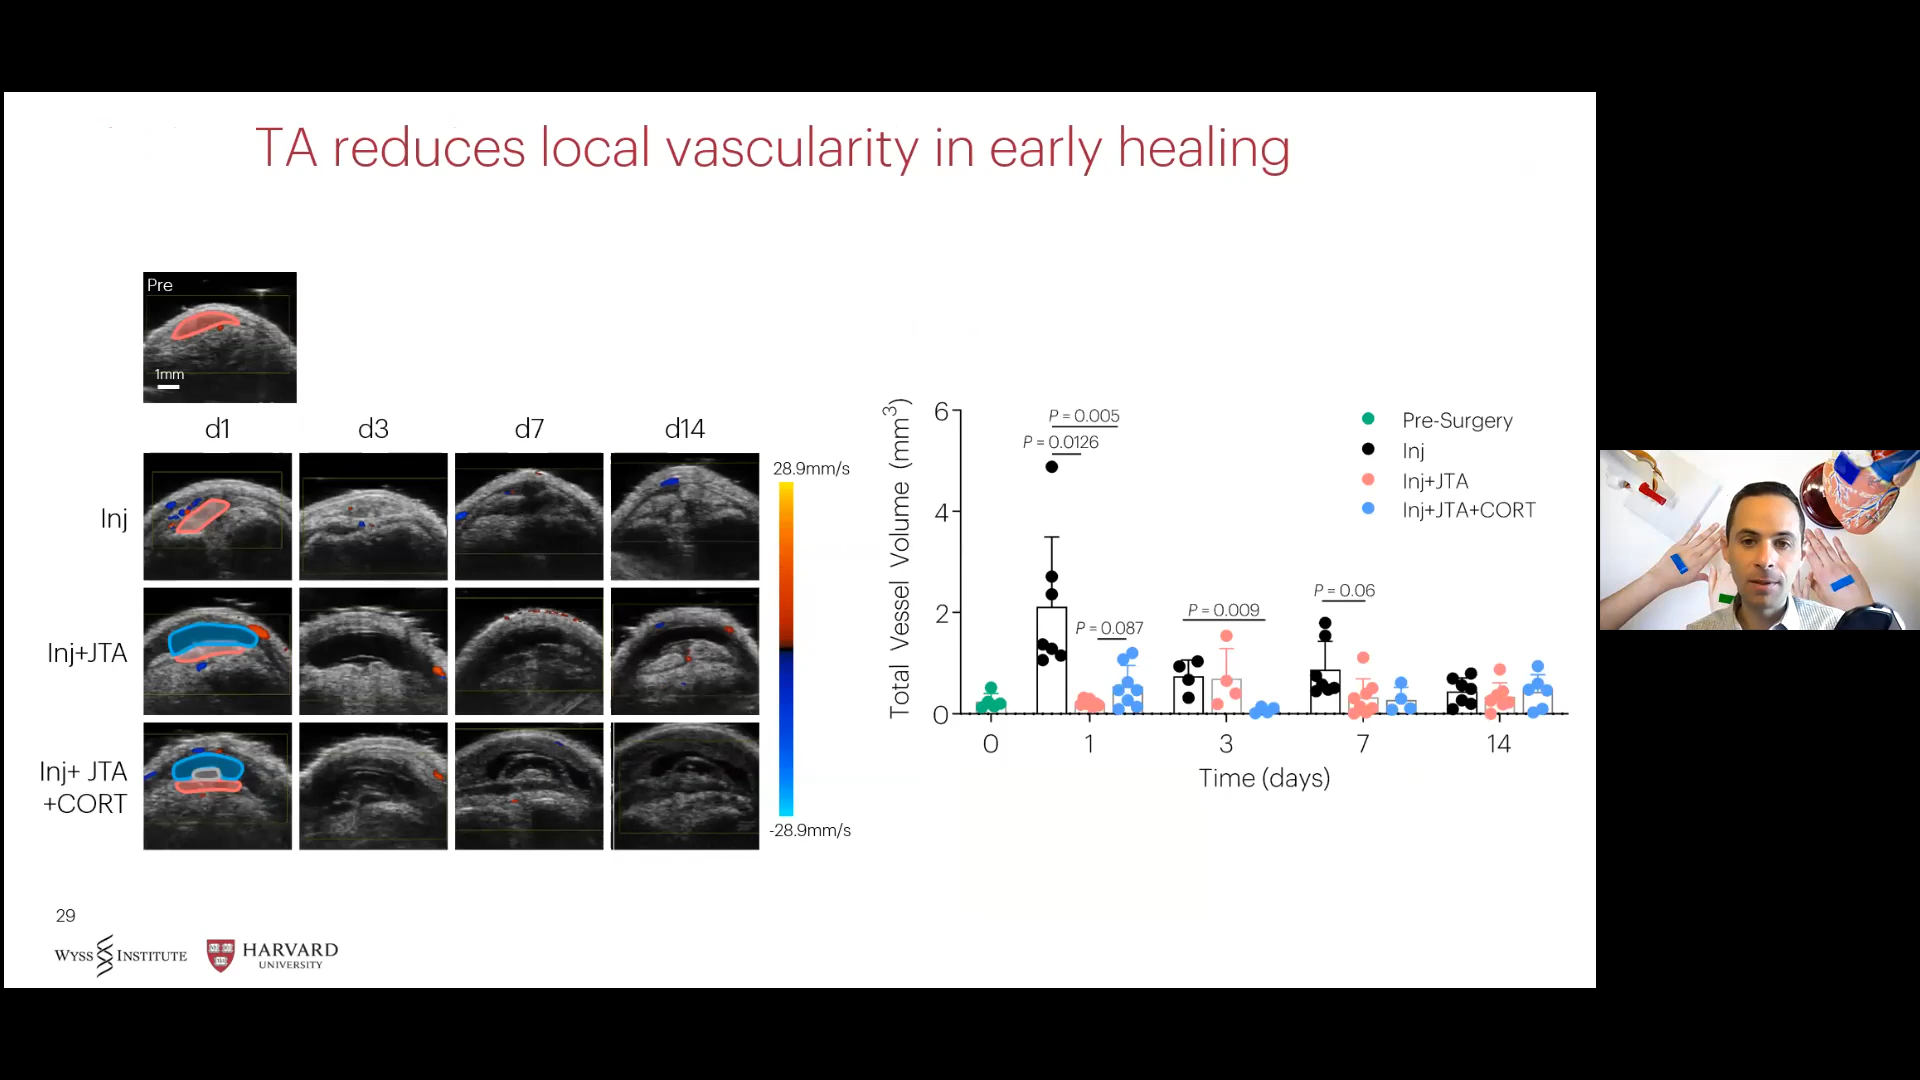 TA reduces local vascularity in early healing
Pre
1mm
d1 d3 d7 d14
Inj
Inj+JTA
Inj+ JTA
+CORT
28.9mm/s
-28.9mm/s
Total Vessel Volume (mm³)
6
4
2
0
P = 0.005
P = 0.0126
P = 0.087
P = 0.009
P = 0.06
Pre-Surgery
Inj
Inj+JTA
Inj+JTA+CORT
0 1 3 7 14
Time (days)
29
WYSS INSTITUTE
HARVARD
UNIVERSITY